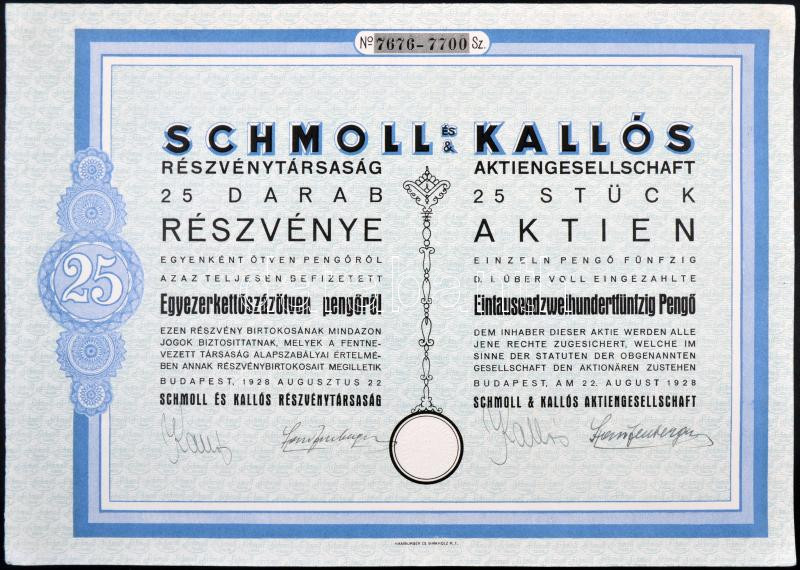 № 7676-7700 Sz.
SCHMOLL ÉS & KALLÓS
RÉSZVÉNYTÁRSASÁG
25 DARAB
RÉSZVÉNYE
EGYENKÉNT ÖTVEN PENGŐRŐL
AZAZ TELJESEN BEFIZETETT
Egyezerkettőszázötven pengőről
EZEN RÉSZVÉNY BIRTOKOSÁNAK MINDAZON
JOGOK BIZTOSITTATNAK, MELYEK A FENTNE-
VEZETT TÁRSASÁG ALAPSZABÁLYAI ÉRTELMÉ-
BEN ANNAK RÉSZVÉNYBIRTOKOSAIT MEGILLETIK
BUDAPEST, 1928 AUGUSZTUS 22
SCHMOLL ÉS KALLÓS RÉSZVÉNYTÁRSASÁG
AKTIENGESELLSCHAFT
25 STÜCK
AKTIEN
EINZELN PENGŐ FÜNFZIG
D. I. ÜBER VOLL EINGEZAHLTE
Eintausendzweihundertfünfzig Pengő
DEM INHABER DIESER AKTIE WERDEN ALLE
JENE RECHTE ZUGESICHERT, WELCHE IM
SINNE DER STATUTEN DER OBGENANNTEN
GESELLSCHAFT DEN AKTIONÄREN ZUSTEHEN
BUDAPEST, AM 22. AUGUST 1928
SCHMOLL & KALLÓS AKTIENGESELLSCHAFT
Kallós
25
HAMBURGER ÉS BIRKHOLZ R. T.